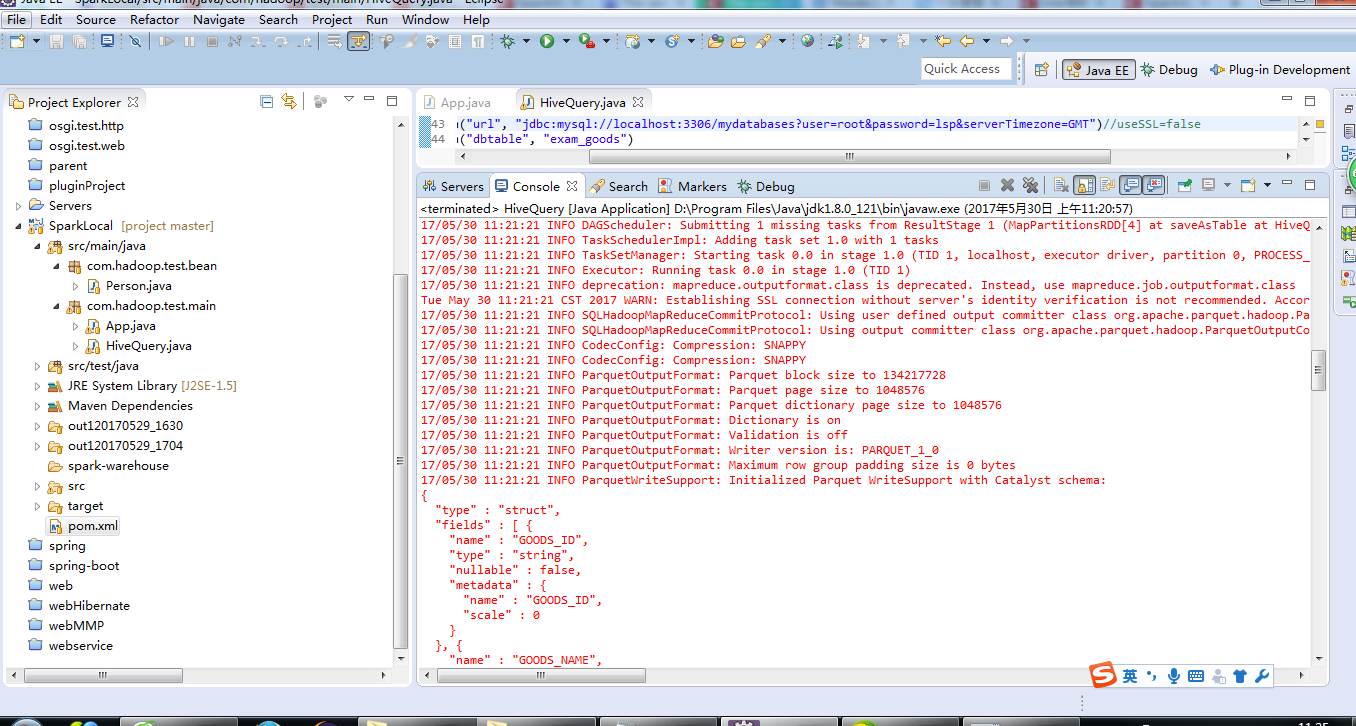 Java EE - SparkLocal/src/main/java/com/hadoop/test/main/HiveQuery.java - Eclipse
File Edit Source Refactor Navigate Search Project Run Window Help
Quick Access
Java EE Debug Plug-in Development
Project Explorer
osgi.test.http
osgi.test.web
parent
pluginProject
Servers
SparkLocal [project master]
src/main/java
com.hadoop.test.bean
Person.java
com.hadoop.test.main
App.java
HiveQuery.java
src/test/java
JRE System Library [J2SE-1.5]
Maven Dependencies
out120170529_1630
out120170529_1704
spark-warehouse
src
target
pom.xml
spring
spring-boot
web
webHibernate
webMMP
webservice
App.java HiveQuery.java
43 ("url", "jdbc:mysql://localhost:3306/mydatabases?user=root&password=lsp&serverTimezone=GMT")//useSSL=false
44 ("dbtable", "exam_goods")
Servers Console Search Markers Debug
<terminated> HiveQuery [Java Application] D:\Program Files\Java\jdk1.8.0_121\bin\javaw.exe (2017年5月30日 上午11:20:57)
17/05/30 11:21:21 INFO DAGScheduler: Submitting 1 missing tasks from ResultStage 1 (MapPartitionsRDD[4] at saveAsTable at HiveQ
17/05/30 11:21:21 INFO TaskSchedulerImpl: Adding task set 1.0 with 1 tasks
17/05/30 11:21:21 INFO TaskSetManager: Starting task 0.0 in stage 1.0 (TID 1, localhost, executor driver, partition 0, PROCESS_
17/05/30 11:21:21 INFO Executor: Running task 0.0 in stage 1.0 (TID 1)
17/05/30 11:21:21 INFO deprecation: mapreduce.outputformat.class is deprecated. Instead, use mapreduce.job.outputformat.class
Tue May 30 11:21:21 CST 2017 WARN: Establishing SSL connection without server's identity verification is not recommended. Accor
17/05/30 11:21:21 INFO SQLHadoopMapReduceCommitProtocol: Using user defined output committer class org.apache.parquet.hadoop.Pa
17/05/30 11:21:21 INFO SQLHadoopMapReduceCommitProtocol: Using output committer class org.apache.parquet.hadoop.ParquetOutputCo
17/05/30 11:21:21 INFO CodecConfig: Compression: SNAPPY
17/05/30 11:21:21 INFO CodecConfig: Compression: SNAPPY
17/05/30 11:21:21 INFO ParquetOutputFormat: Parquet block size to 134217728
17/05/30 11:21:21 INFO ParquetOutputFormat: Parquet page size to 1048576
17/05/30 11:21:21 INFO ParquetOutputFormat: Parquet dictionary page size to 1048576
17/05/30 11:21:21 INFO ParquetOutputFormat: Dictionary is on
17/05/30 11:21:21 INFO ParquetOutputFormat: Validation is off
17/05/30 11:21:21 INFO ParquetOutputFormat: Writer version is: PARQUET_1_0
17/05/30 11:21:21 INFO ParquetOutputFormat: Maximum row group padding size is 0 bytes
17/05/30 11:21:21 INFO ParquetWriteSupport: Initialized Parquet WriteSupport with Catalyst schema:
{
"type" : "struct",
"fields" : [ {
"name" : "GOODS_ID",
"type" : "string",
"nullable" : false,
"metadata" : {
"name" : "GOODS_ID",
"scale" : 0
}
}, {
"name" : "GOODS_NAME",
英